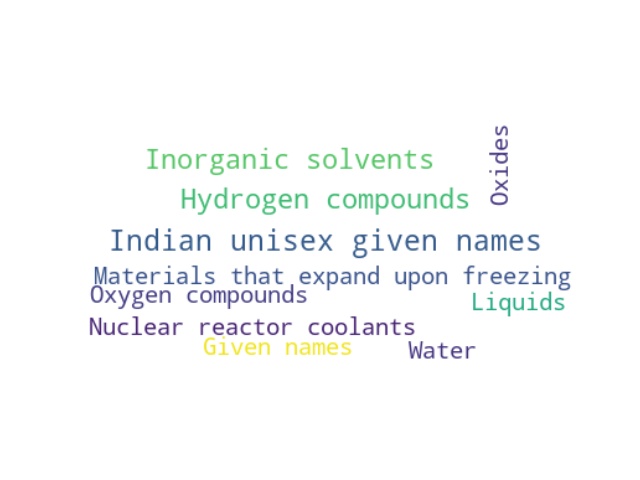 Oxides
Inorganic solvents
Hydrogen compounds
Indian unisex given names
Materials that expand upon freezing
Oxygen compounds
Liquids
Nuclear reactor coolants
Given names
Water